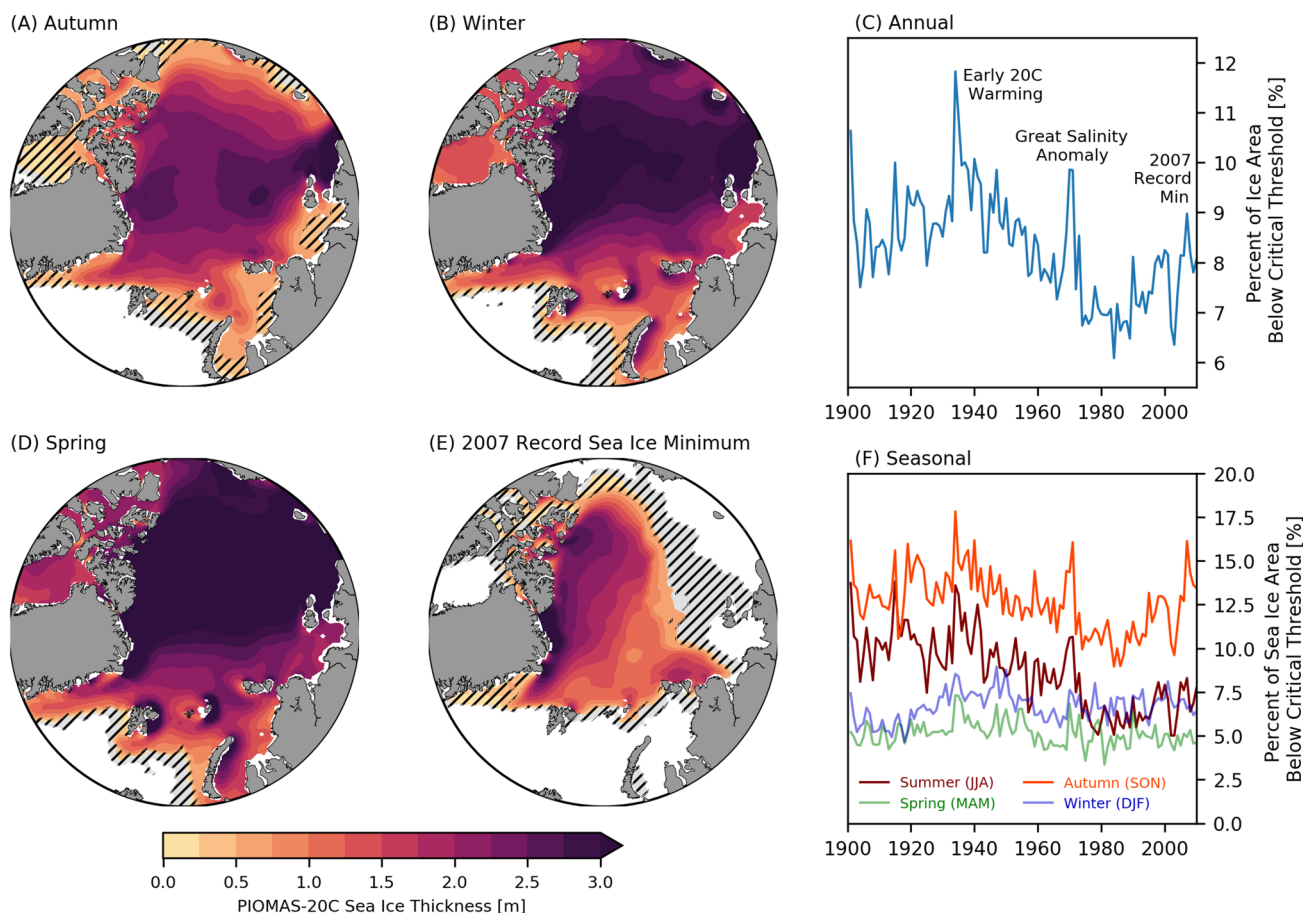 (A) Autumn
(B) Winter
(C) Annual
Early 20C
Warming
Great Salinity
Anomaly
2007
Record
Min
12
11
10
9
8
7
6
Percent of Ice Area
Below Critical Threshold [%]
1900
1920
1940
1960
1980
2000
(D) Spring
(E) 2007 Record Sea Ice Minimum
(F) Seasonal
20.0
17.5
15.0
12.5
10.0
7.5
5.0
2.5
0.0
Percent of Sea Ice Area
Below Critical Threshold [%]
Summer (JJA)
Autumn (SON)
Spring (MAM)
Winter (DJF)
1900
1920
1940
1960
1980
2000
0.0
0.5
1.0
1.5
2.0
2.5
3.0
PIOMAS-20C Sea Ice Thickness [m]